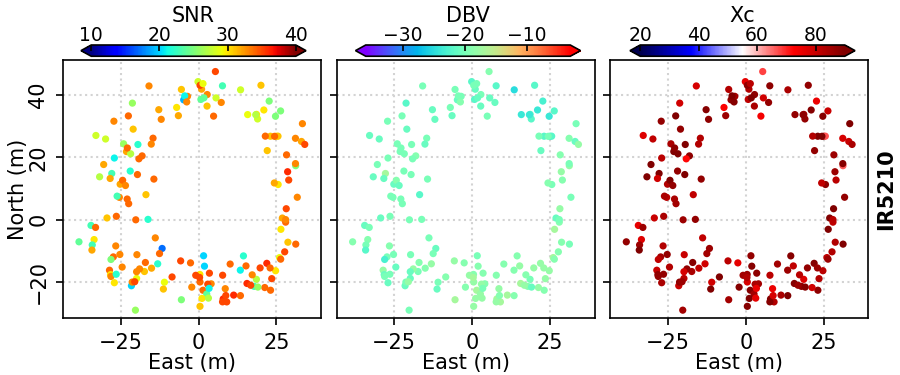 SNR DBV Xc
10 20 30 40 −30 −20 −10 20 40 60 80
North (m)
40
20
0
−20
IR5210
−25 0 25 −25 0 25 −25 0 25
East (m) East (m) East (m)